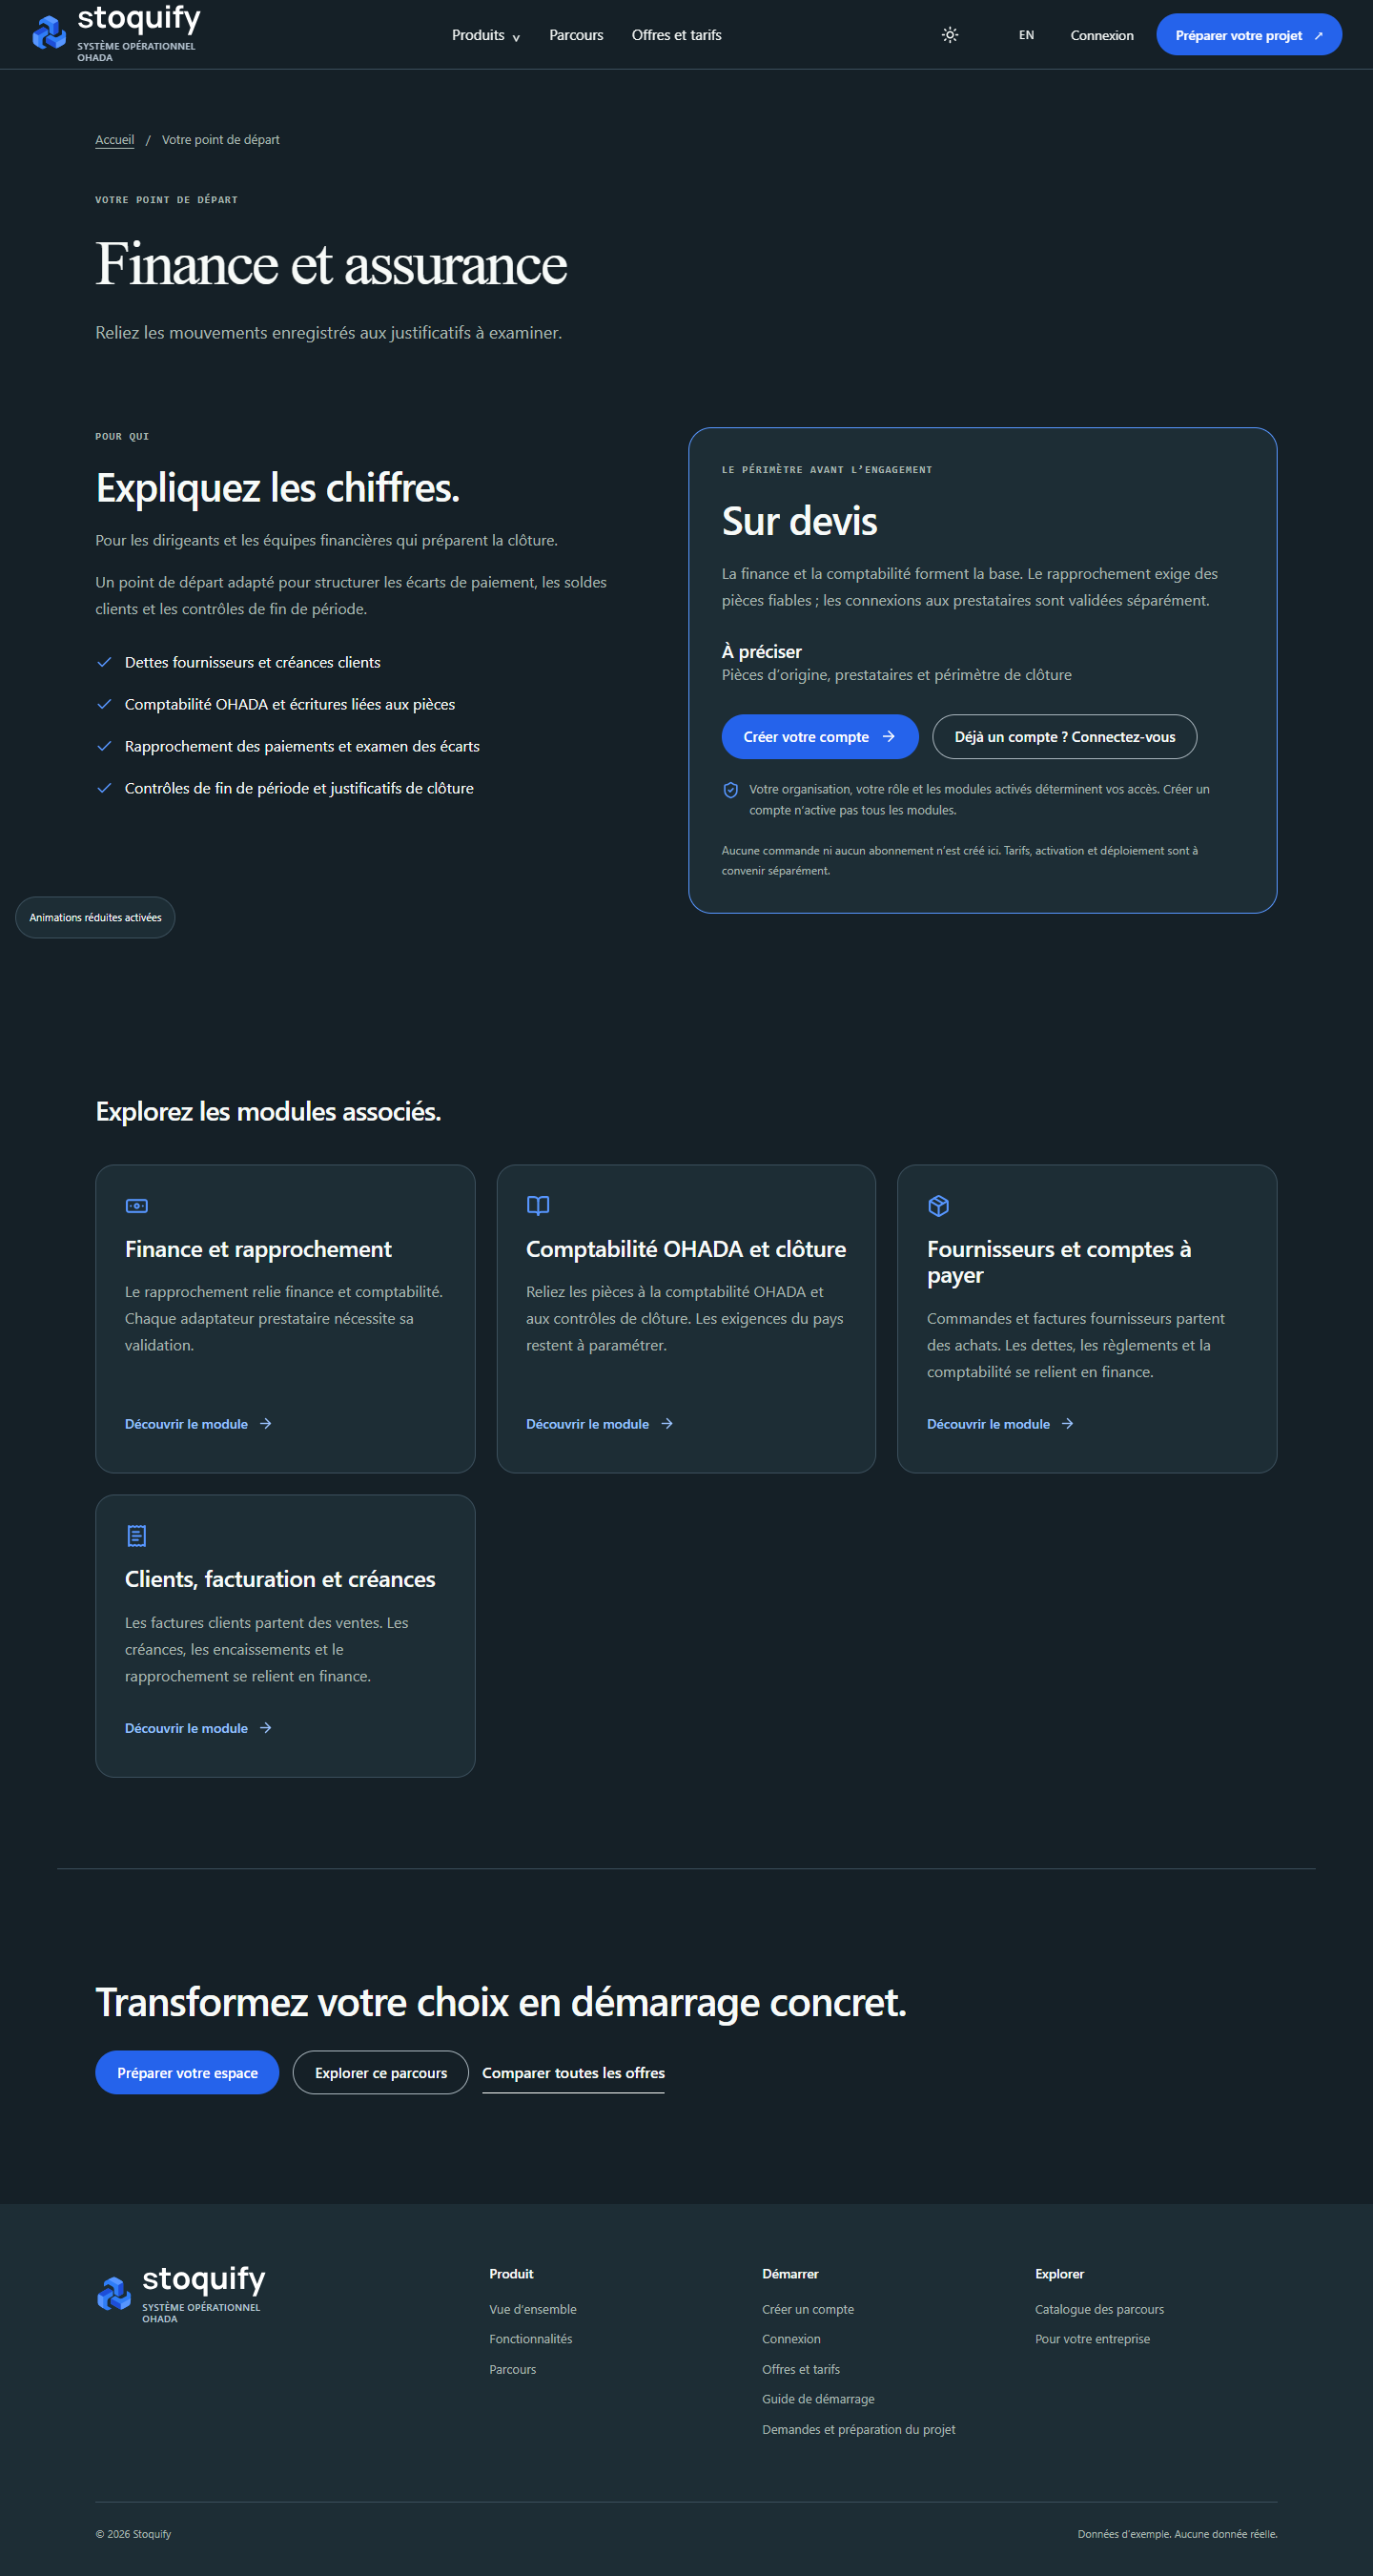 stoquify
SYSTÈME OPÉRATIONNEL
OHADA
Produits
Parcours
Offres et tarifs
EN
Connexion
Préparer votre projet ↗
Accueil / Votre point de départ
VOTRE POINT DE DÉPART
Finance et assurance
Reliez les mouvements enregistrés aux justificatifs à examiner.
POUR QUI
Expliquez les chiffres.
Pour les dirigeants et les équipes financières qui préparent la clôture.
Un point de départ adapté pour structurer les écarts de paiement, les soldes
clients et les contrôles de fin de période.
Dettes fournisseurs et créances clients
Comptabilité OHADA et écritures liées aux pièces
Rapprochement des paiements et examen des écarts
Contrôles de fin de période et justificatifs de clôture
LE PÉRIMÈTRE AVANT L’ENGAGEMENT
Sur devis
La finance et la comptabilité forment la base. Le rapprochement exige des
pièces fiables ; les connexions aux prestataires sont validées séparément.
À préciser
Pièces d’origine, prestataires et périmètre de clôture
Créer votre compte →
Déjà un compte ? Connectez-vous
Votre organisation, votre rôle et les modules activés déterminent vos accès. Créer un
compte n’active pas tous les modules.
Aucune commande ni aucun abonnement n’est créé ici. Tarifs, activation et déploiement sont à
convenir séparément.
Animations réduites activées
Explorez les modules associés.
Finance et rapprochement
Le rapprochement relie finance et comptabilité.
Chaque adaptateur prestataire nécessite sa
validation.
Découvrir le module →
Comptabilité OHADA et clôture
Reliez les pièces à la comptabilité OHADA et
aux contrôles de clôture. Les exigences du pays
restent à paramétrer.
Découvrir le module →
Fournisseurs et comptes à
payer
Commandes et factures fournisseurs partent
des achats. Les dettes, les règlements et la
comptabilité se relient en finance.
Découvrir le module →
Clients, facturation et créances
Les factures clients partent des ventes. Les
créances, les encaissements et le
rapprochement se relient en finance.
Découvrir le module →
Transformez votre choix en démarrage concret.
Préparer votre espace
Explorer ce parcours
Comparer toutes les offres
stoquify
SYSTÈME OPÉRATIONNEL
OHADA
Produit
Vue d’ensemble
Fonctionnalités
Parcours
Démarrer
Créer un compte
Connexion
Offres et tarifs
Guide de démarrage
Demandes et préparation du projet
Explorer
Catalogue des parcours
Pour votre entreprise
© 2026 Stoquify
Données d’exemple. Aucune donnée réelle.